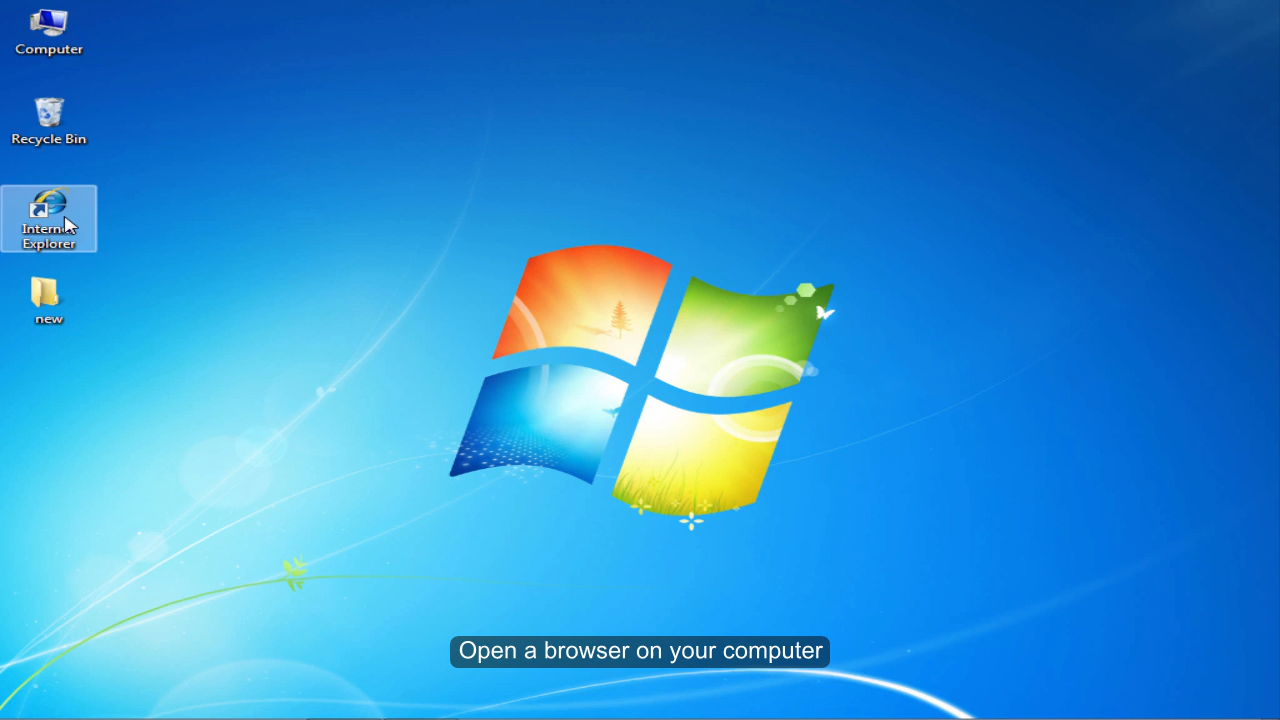 Computer
Recycle Bin
Internet
Explorer
new
Open a browser on your computer